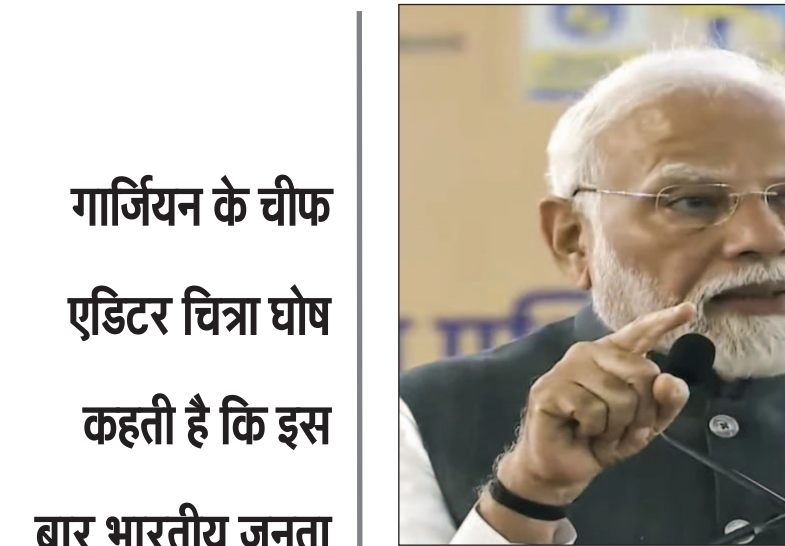 गार्जियन के चीफ
एडिटर चित्रा घोष
कहती है कि इस
बार भारतीय जनता